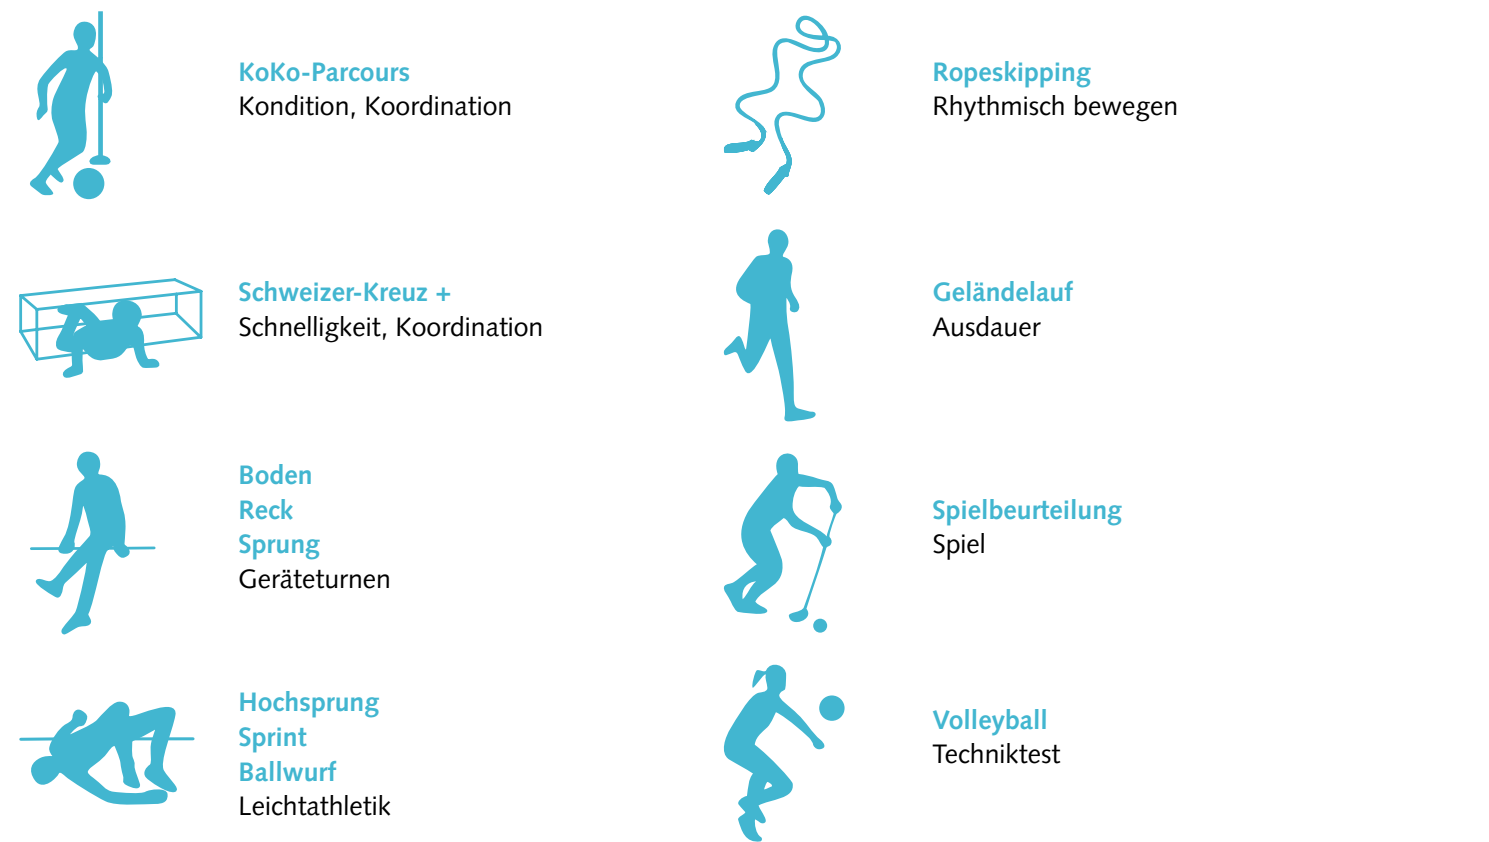 KoKo-Parcours
Kondition, Koordination
Schweizer-Kreuz +
Schnelligkeit, Koordination
Boden
Reck
Sprung
Geräteturnen
Hochsprung
Sprint
Ballwurf
Leichtathletik
Ropeskipping
Rhythmisch bewegen
Geländelauf
Ausdauer
Spielbeurteilung
Spiel
Volleyball
Techniktest